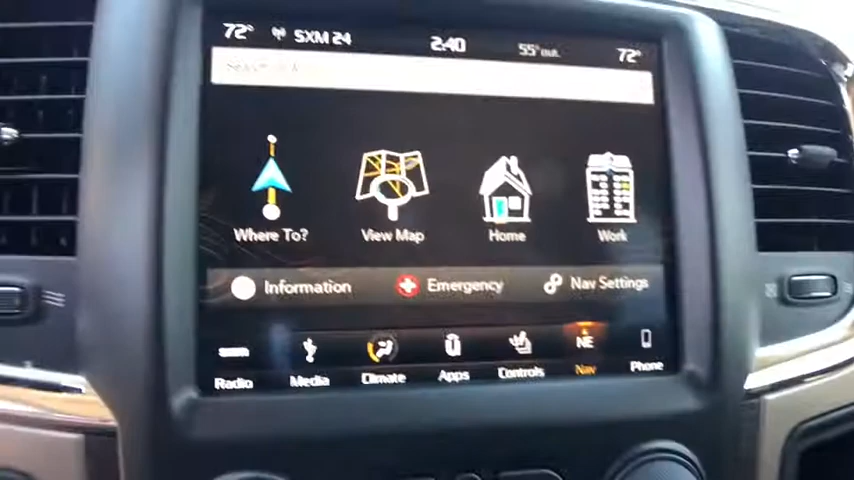 72° SXM 24 2:40 55° out 72°
Where To? View Map Home Work
Information Emergency Nav Settings
NE
Radio Media Climate Apps Controls Nav Phone